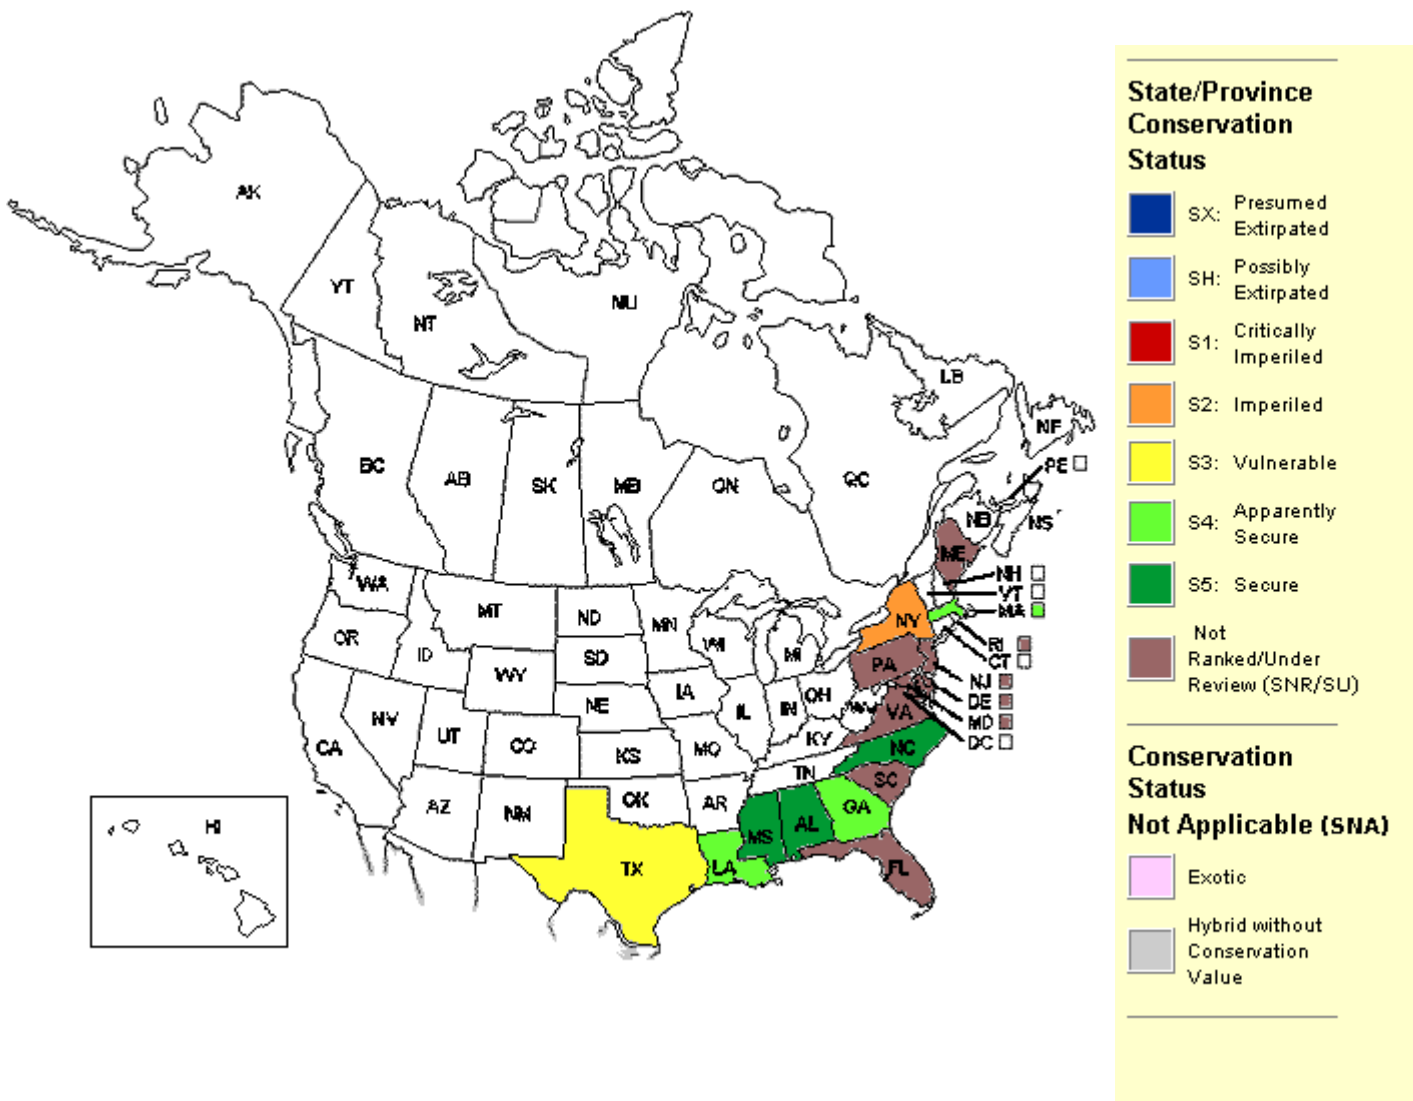 AK
YT
NT
NU
BC
AB
SK
MB
ON
QC
LB
NF
PE
NB
NS
ME
NH
VT
MA
RI
CT
NJ
DE
MD
DC
WA
OR
ID
MT
WY
ND
SD
NE
MN
WI
MI
IA
IL
IN
OH
PA
NY
WV
VA
KY
CA
NV
UT
CO
KS
MO
TN
NC
SC
AZ
NM
OK
AR
MS
AL
GA
LA
TX
FL
HI
State/Province
Conservation
Status
SX: Presumed
Extirpated
SH: Possibly
Extirpated
S1: Critically
Imperiled
S2: Imperiled
S3: Vulnerable
S4: Apparently
Secure
S5: Secure
Not
Ranked/Under
Review (SNR/SU)
Conservation
Status
Not Applicable (SNA)
Exotic
Hybrid without
Conservation
Value